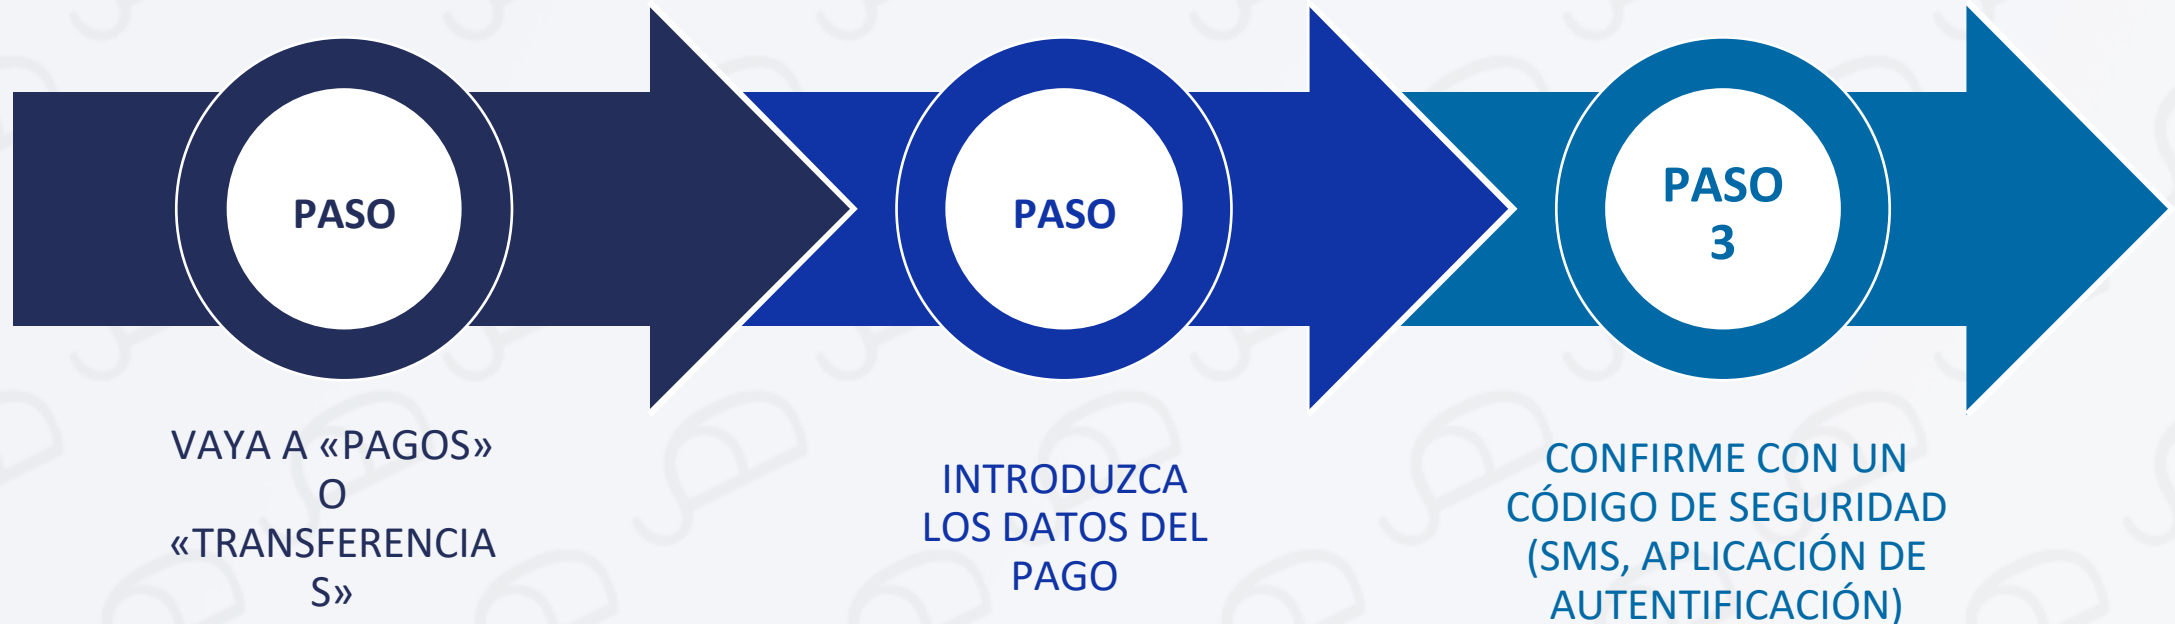 PASO
VAYA A «PAGOS»
O
«TRANSFERENCIA
S»
PASO
INTRODUZCA
LOS DATOS DEL
PAGO
PASO
3
CONFIRME CON UN
CÓDIGO DE SEGURIDAD
(SMS, APLICACIÓN DE
AUTENTIFICACIÓN)